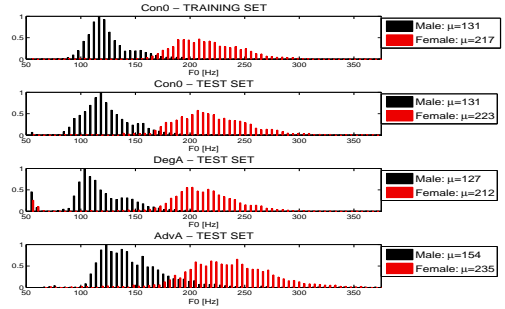 Con0 – TRAINING SET
1
0.5
0
50 100 150 200 250 300 350
F0 [Hz]
Male: μ=131
Female: μ=217
Con0 – TEST SET
1
0.5
0
50 100 150 200 250 300 350
F0 [Hz]
Male: μ=131
Female: μ=223
DegA – TEST SET
1
0.5
0
50 100 150 200 250 300 350
F0 [Hz]
Male: μ=127
Female: μ=212
AdvA – TEST SET
1
0.5
0
50 100 150 200 250 300 350
F0 [Hz]
Male: μ=154
Female: μ=235